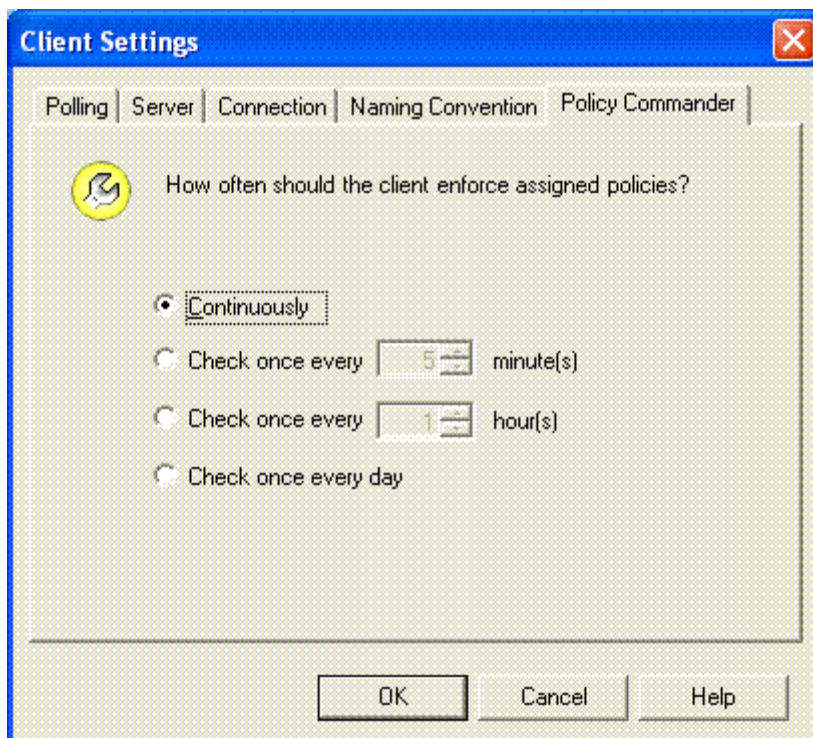 Client Settings
Polling Server Connection Naming Convention Policy Commander
How often should the client enforce assigned policies?
Continuously
Check once every 5 minute(s)
Check once every 1 hour(s)
Check once every day
OK Cancel Help